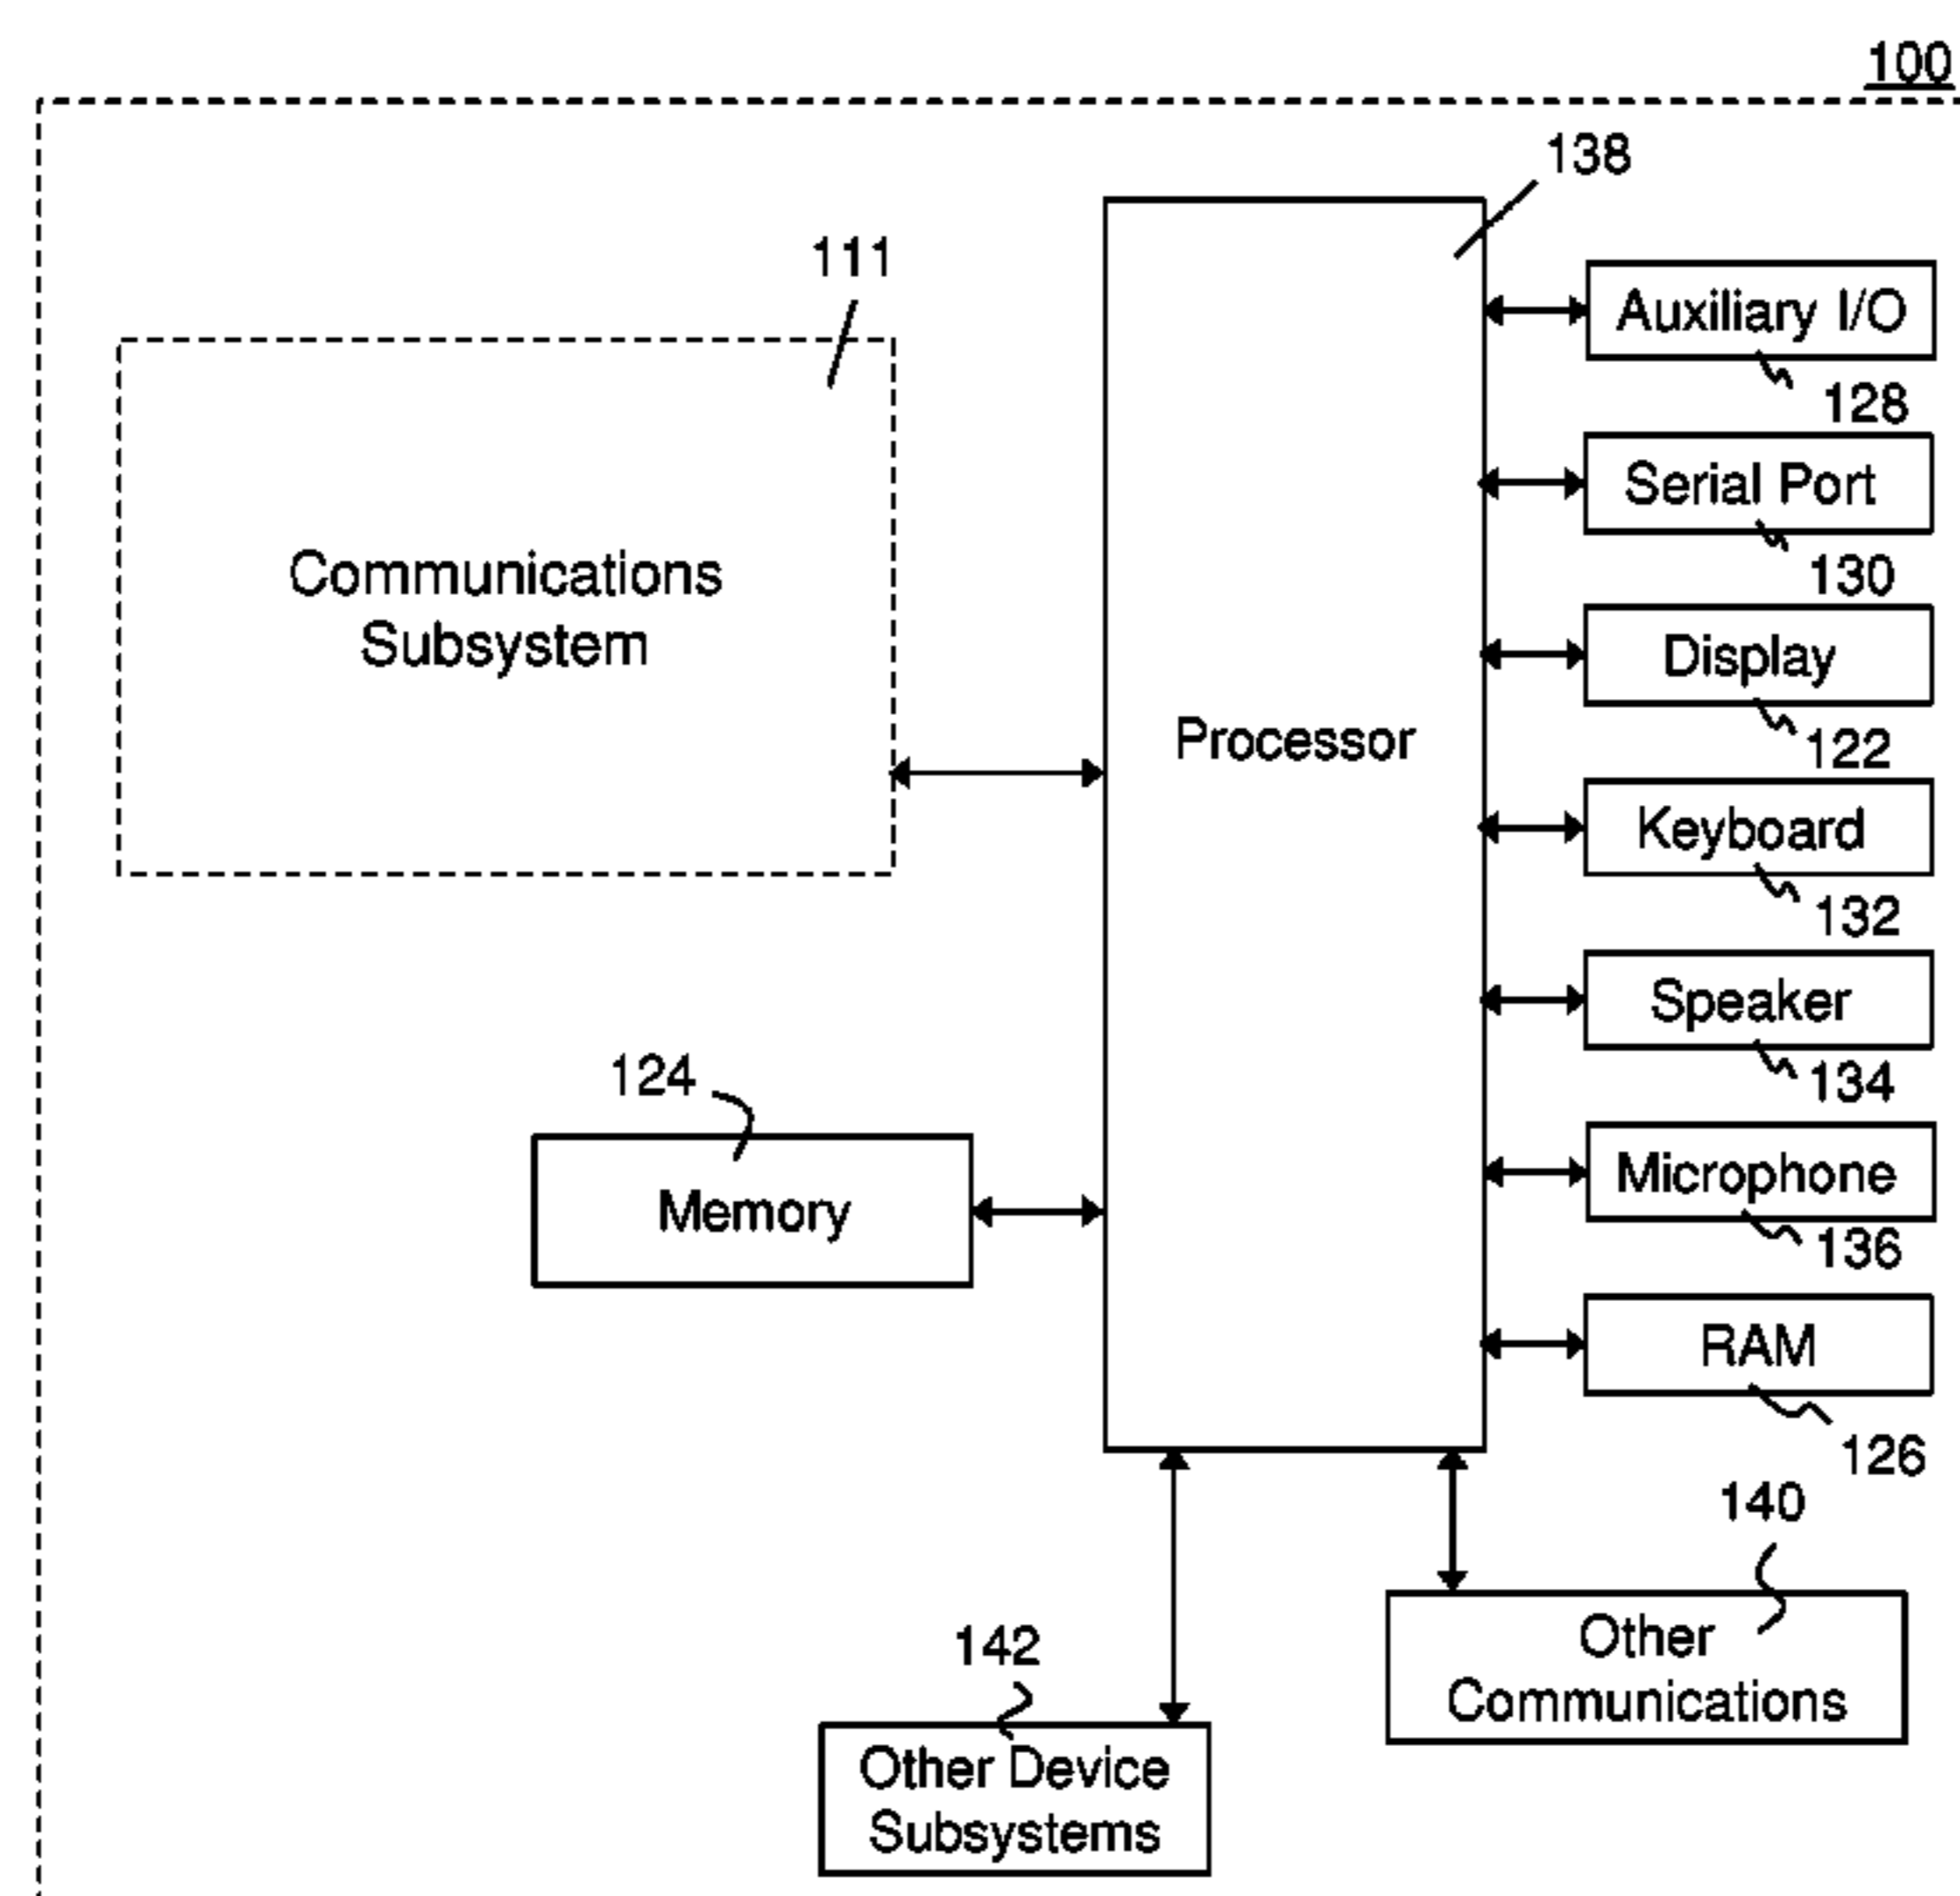 100
138
111
Auxiliary I/O
128
Serial Port
130
Communications
Subsystem
Display
122
Processor
Keyboard
132
Speaker
134
124
Memory
Microphone
136
RAM
126
140
Other
Communications
142
Other Device
Subsystems